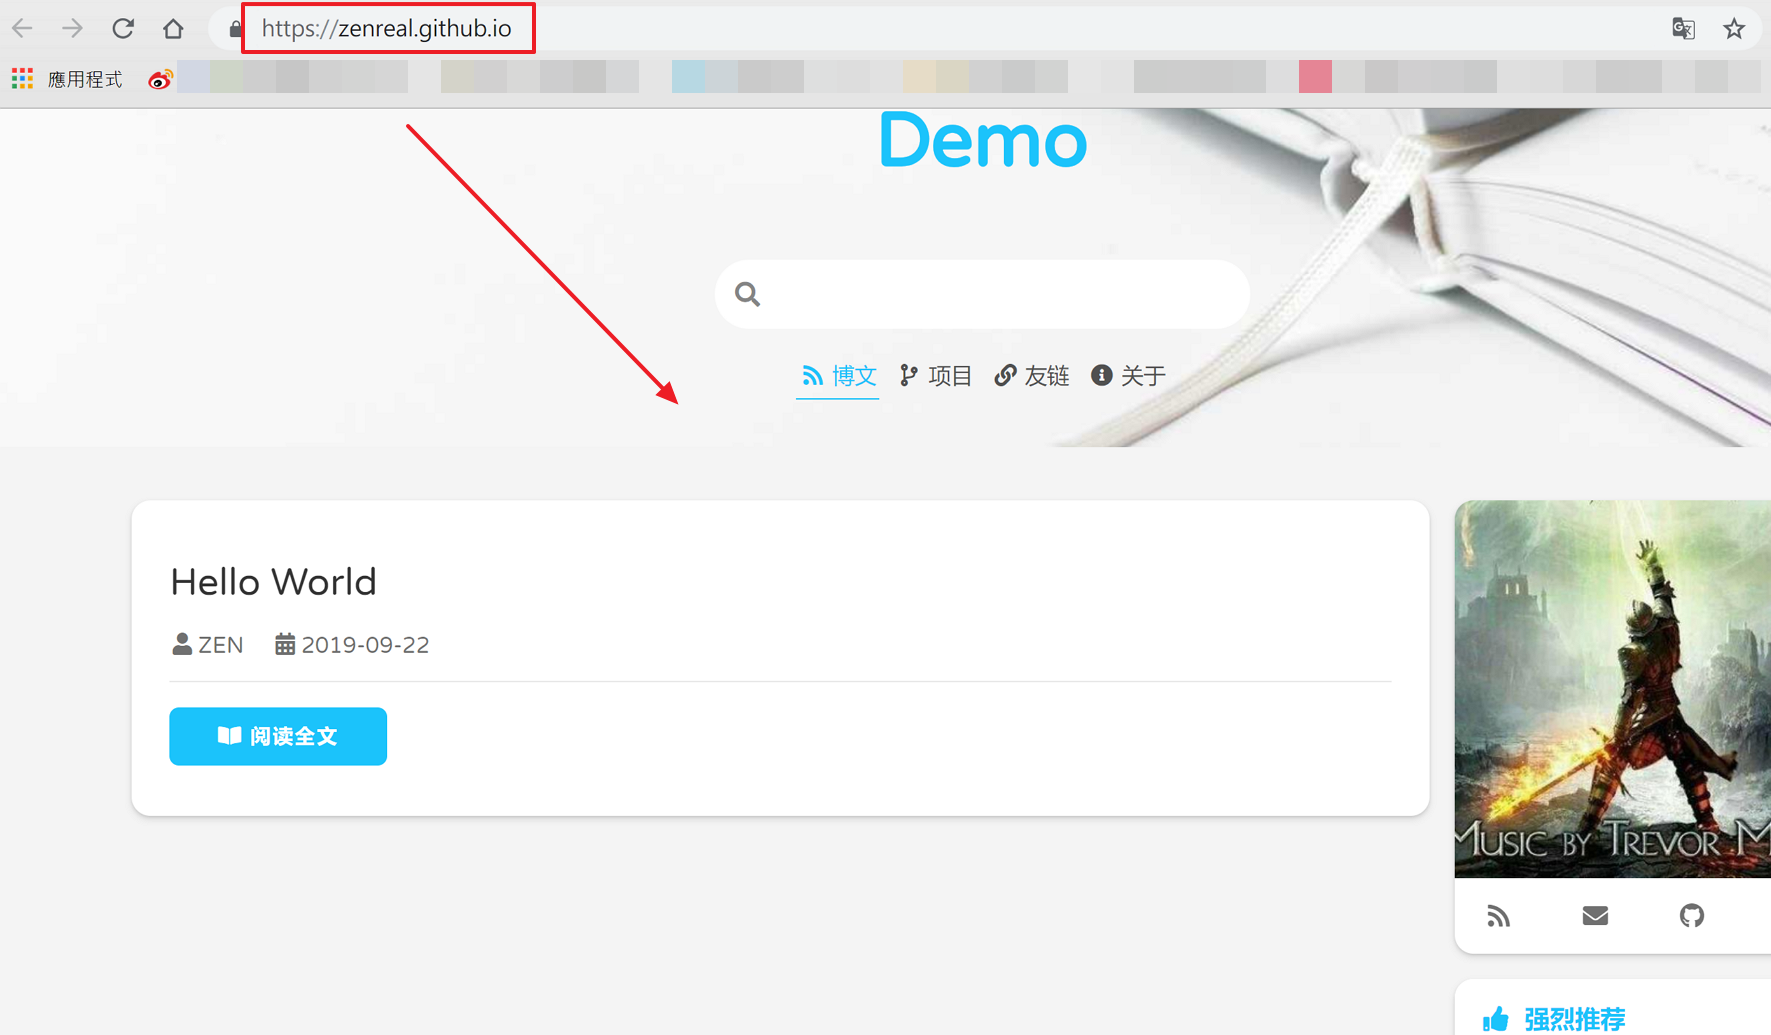 https://zenreal.github.io
應用程式
Demo
博文 项目 友链 关于
Hello World
ZEN 2019-09-22
阅读全文
MUSIC BY TREVOR M
强烈推荐